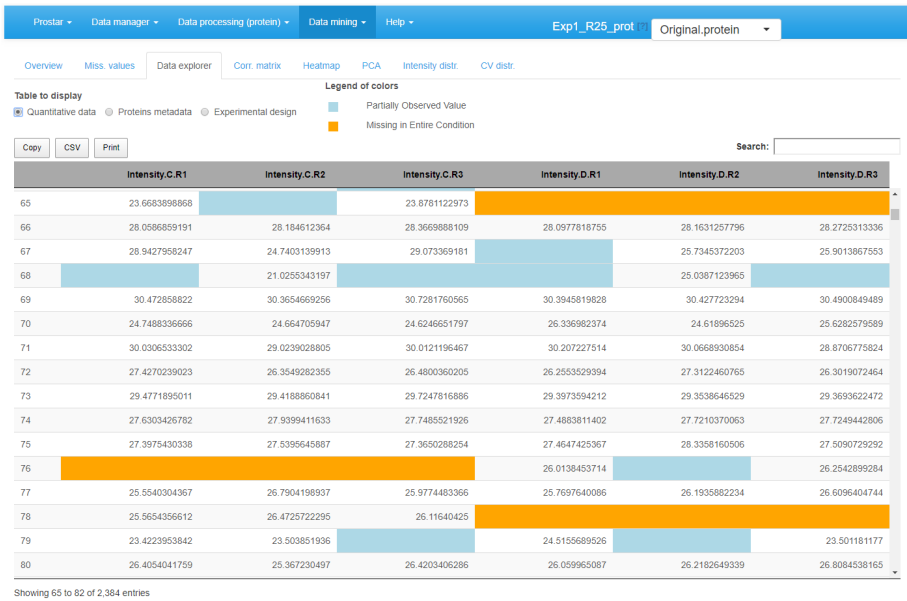 Prostar Data manager Data processing (protein) Data mining Help Exp1_R25_prot [?] Original.protein
Overview Miss. values Data explorer Corr. matrix Heatmap PCA Intensity distr. CV distr.
Table to display
Quantitative data Proteins metadata Experimental design
Legend of colors
Partially Observed Value
Missing in Entire Condition
Copy CSV Print Search:
Intensity.C.R1 Intensity.C.R2 Intensity.C.R3 Intensity.D.R1 Intensity.D.R2 Intensity.D.R3
65 23.6683898868 23.8781122973
66 28.0586859191 28.184612364 28.3669888109 28.0977818755 28.1631257796 28.2725313336
67 28.9427958247 24.7403139913 29.073369181 25.7345372203 25.9013867553
68 21.0255343197 25.0387123965
69 30.472858822 30.3654669256 30.7281760565 30.3945819828 30.427723294 30.4900849489
70 24.7488336666 24.664705947 24.6246651797 26.336982374 24.61896525 25.6282579589
71 30.0306533302 29.0239028805 30.0121196467 30.207227514 30.0668930854 28.8706775824
72 27.4270239023 26.3549282355 26.4800360205 26.2553529394 27.3122460765 26.3019072464
73 29.4771895011 29.4188860841 29.7247816886 29.3973594212 29.3538646529 29.3693622472
74 27.6303426782 27.9399411633 27.7485521926 27.4883811402 27.7210370063 27.7249442806
75 27.3975430338 27.5395645887 27.3650288254 27.4647425367 28.3358160506 27.5090729292
76 26.0138453714 26.2542899284
77 25.5540304367 26.7904198937 25.9774483366 25.7697640086 26.1935882234 26.6096404744
78 25.5654356612 26.4725722295 26.11640425
79 23.4223953842 23.503851936 24.5155689526 23.501181177
80 26.4054041759 25.367230497 26.4203406286 26.059965087 26.2182649339 26.8084538165
Showing 65 to 82 of 2,384 entries